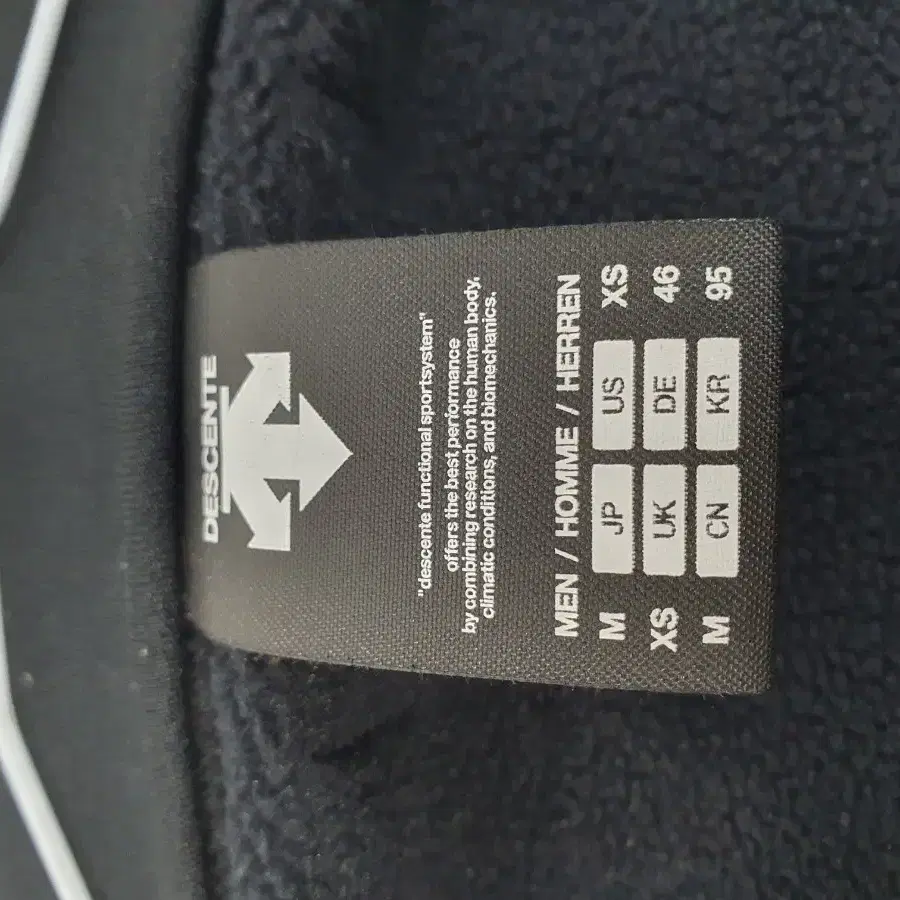 DESCENTE
"descente functional sportsystem"
offers the best performance
by combining research on the human body,
climatic conditions, and biomechanics.
MEN / HOMME / HERREN
M JP US XS
XS UK DE 46
M CN KR 95